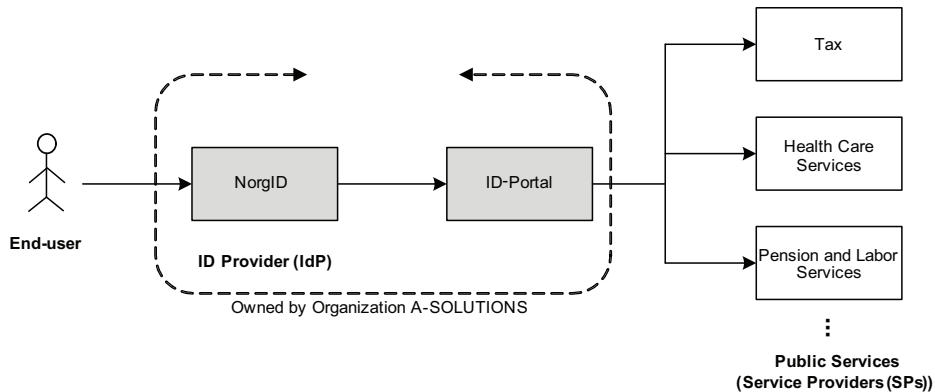 Tax
Health Care
Services
NorgID
ID-Portal
End-user
ID Provider (IdP)
Pension and Labor
Services
Owned by Organization A-SOLUTIONS
Public Services
(Service Providers (SPs))